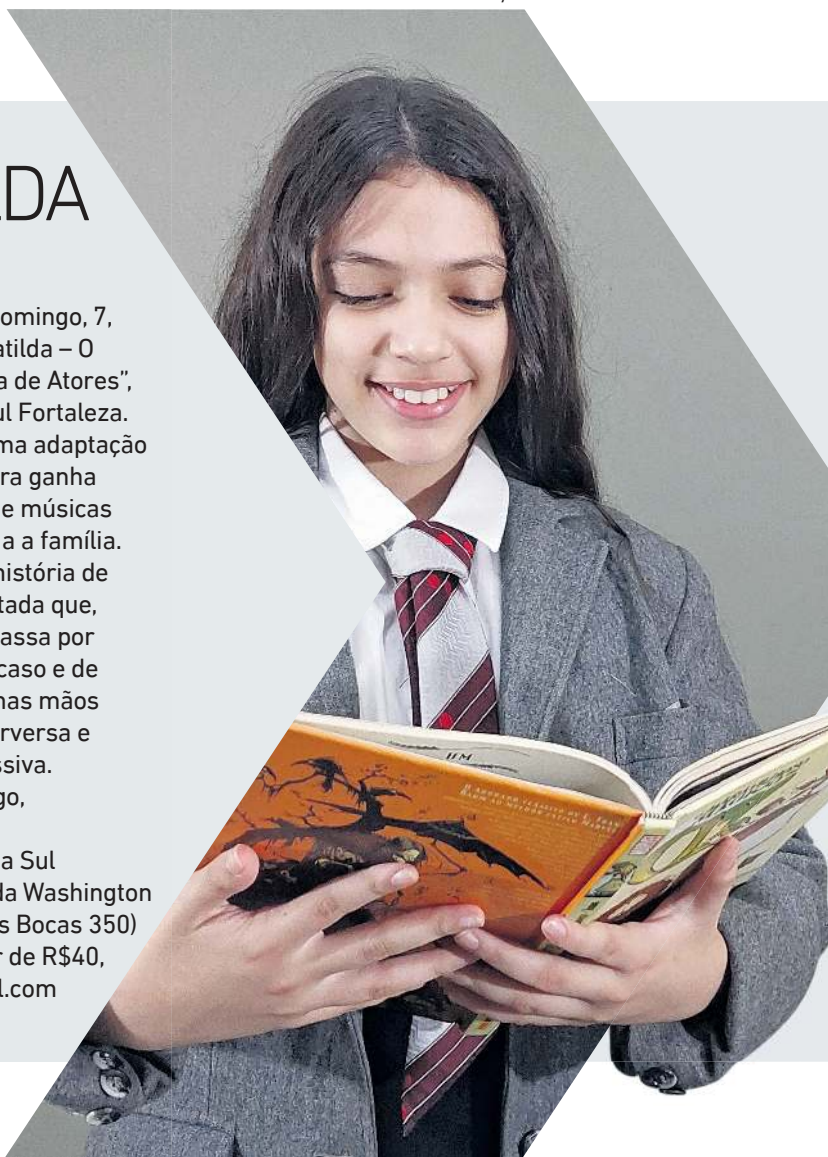 LDA
omingo, 7,
atilda – O
a de Atores”,
ul Fortaleza.
ma adaptação
ra ganha
e músicas
a a família.
história de
tada que,
assa por
caso e de
nas mãos
rversa e
ssiva.
go,
a Sul
da Washington
s Bocas 350)
r de R$40,
l.com
UM